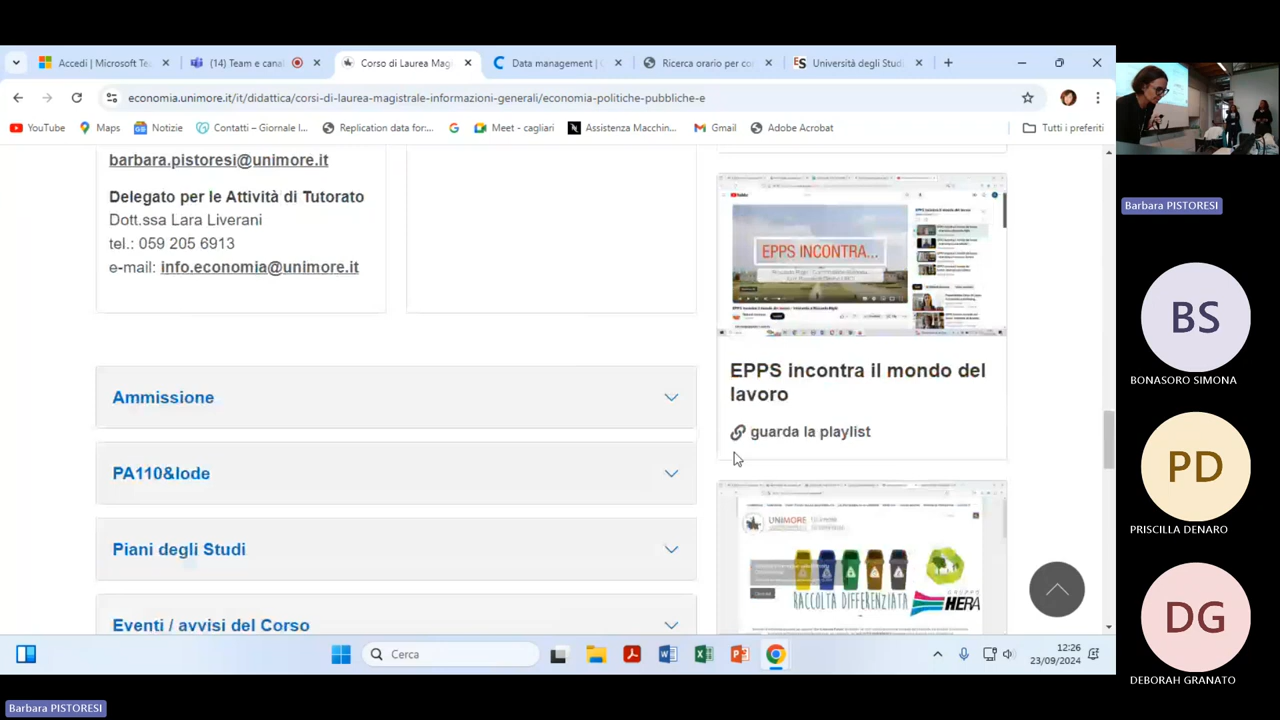 Accedi | Microsoft Te
(14) Team e cana
Corso di Laurea Mag
Data management |
Ricerca orario per co
Università degli Stud
economia.unimore.it/it/didattica/corsi-di-laurea-magistrale-informazioni-generali/economia-politiche-pubbliche-e
YouTube
Maps
Notizie
Contatti – Giornale l...
Replication data for:...
Meet - cagliari
Assistenza Macchin...
Gmail
Adobe Acrobat
Tutti i preferiti
barbara.pistoresi@unimore.it
Delegato per le Attività di Tutorato
Dott.ssa Lara Liverani
tel.: 059 205 6913
e-mail: info.economia@unimore.it
Ammissione
PA110&lode
Piani degli Studi
Eventi / avvisi del Corso
EPPS INCONTRA...
EPPS incontra il mondo del
lavoro
guarda la playlist
UNIMORE
RACCOLTA DIFFERENZIATA
GRUPPO
HERA
Cerca
12:26
23/09/2024
Barbara PISTORESI
BS
BONASORO SIMONA
PD
PRISCILLA DENARO
DG
DEBORAH GRANATO
Barbara PISTORESI